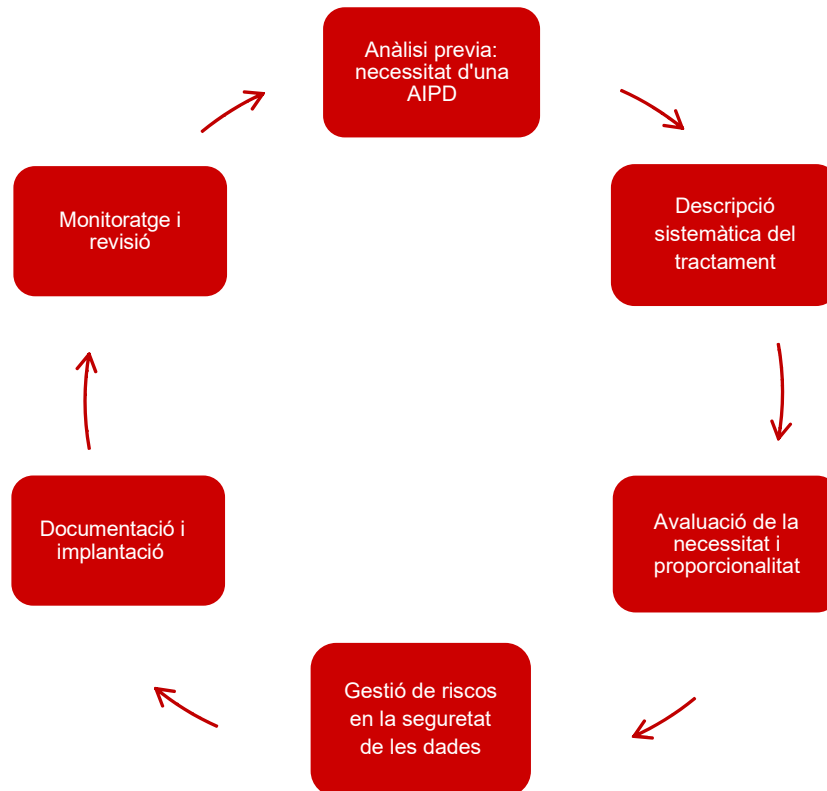 Anàlisi previa:
necessitat d'una
AIPD
Descripció
sistemàtica del
tractament
Avaluació de la
necessitat i
proporcionalitat
Gestió de riscos
en la seguretat
de les dades
Documentació i
implantació
Monitoratge i
revisió